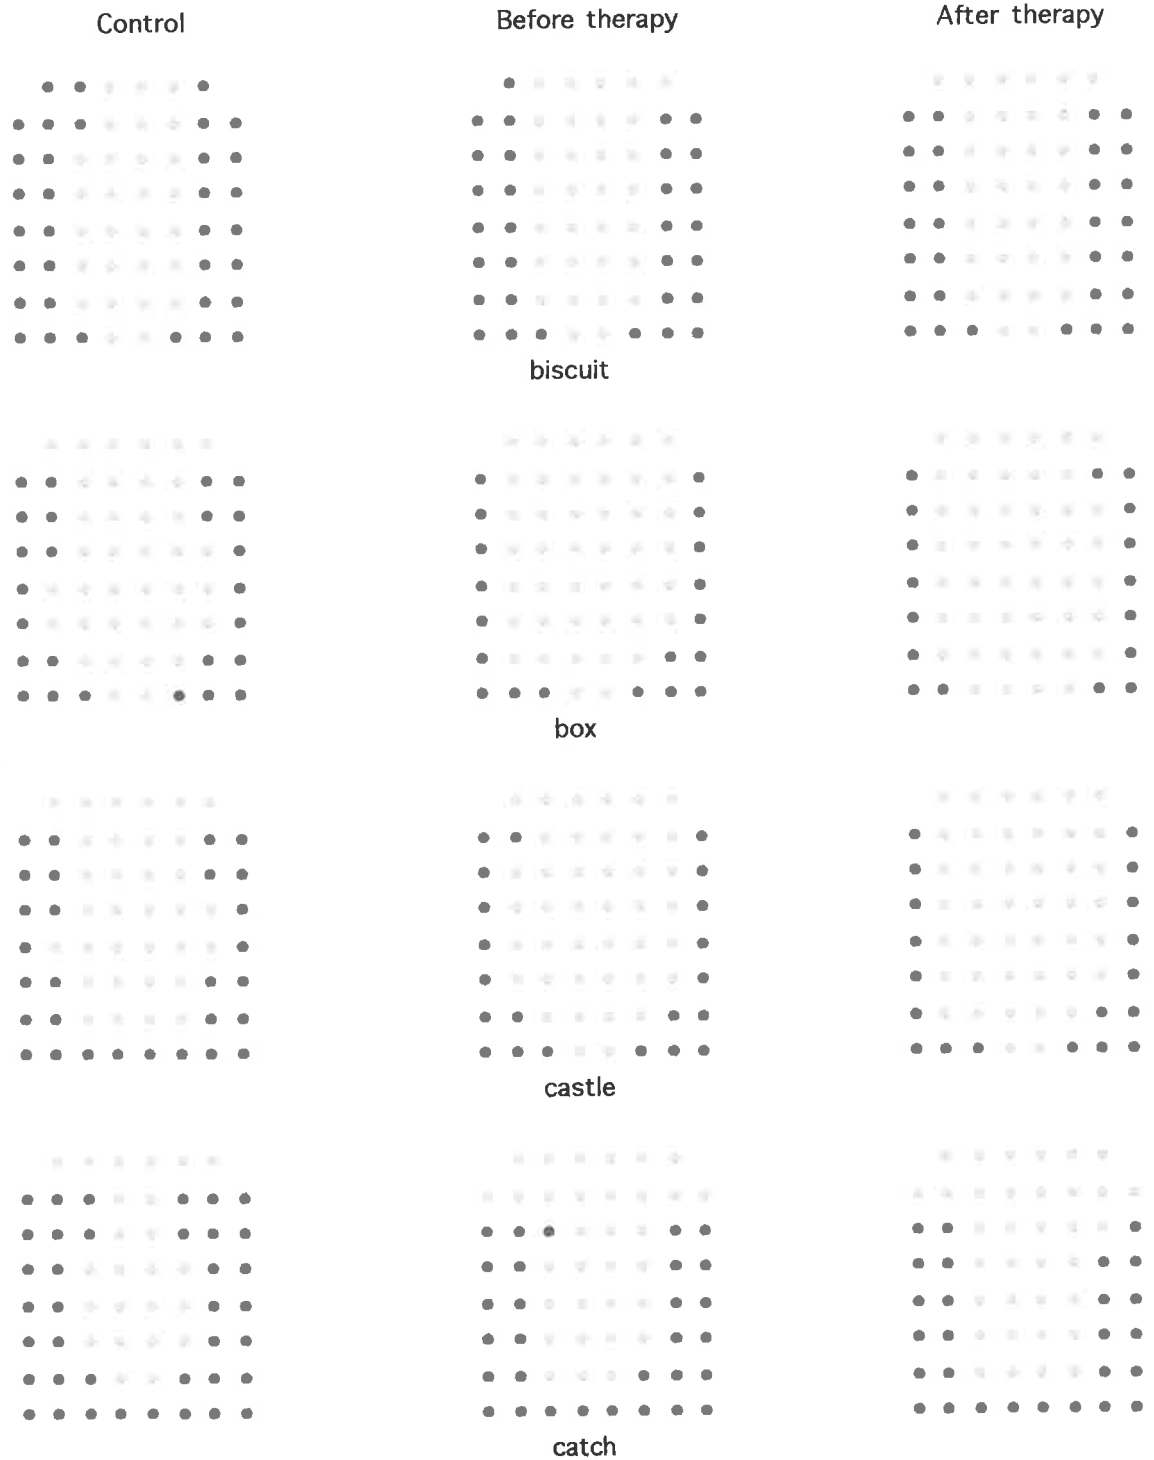 Control Before therapy After therapy
biscuit
box
castle
catch